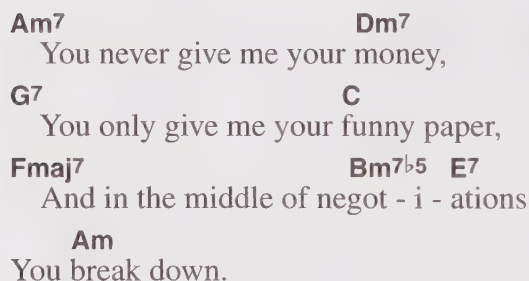 Am7 Dm7
You never give me your money,
G7 C
You only give me your funny paper,
Fmaj7 Bm7♭5 E7
And in the middle of negot - i - ations
Am
You break down.